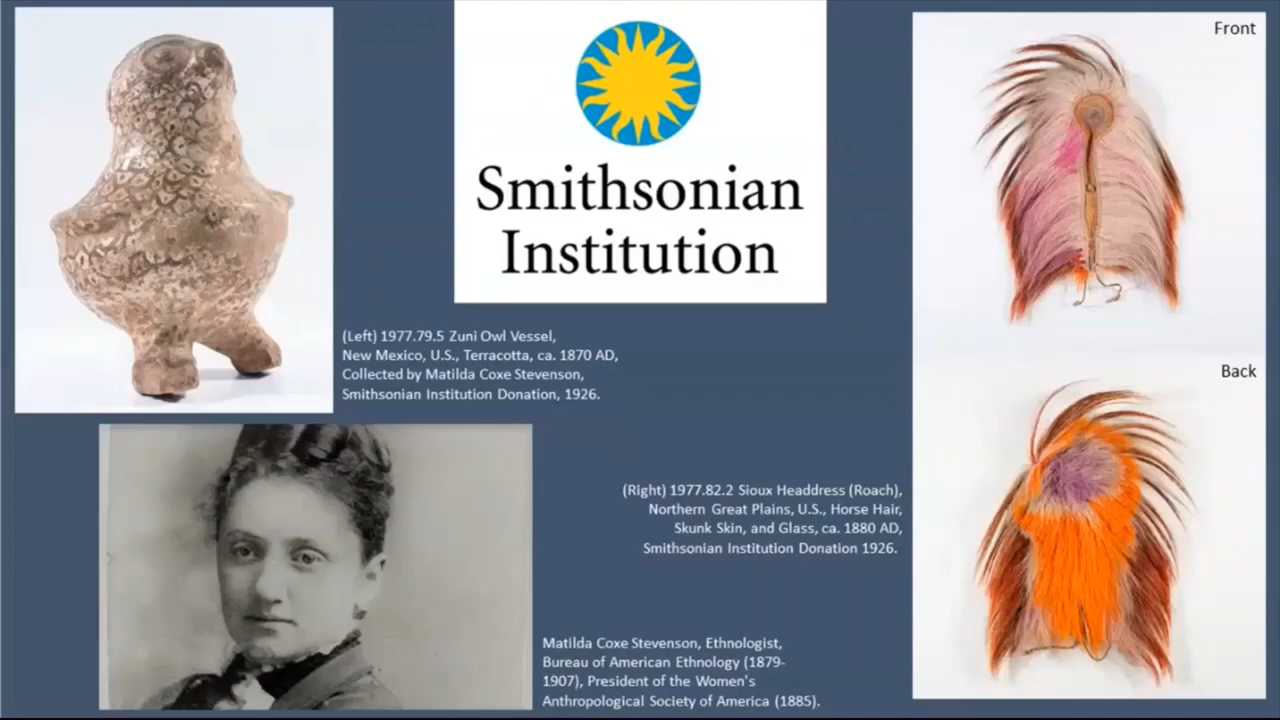 Smithsonian
Institution
Front
(Left) 1977.79.5 Zuni Owl Vessel,
New Mexico, U.S., Terracotta, ca. 1870 AD,
Collected by Matilda Coxe Stevenson,
Smithsonian Institution Donation, 1926.
Back
(Right) 1977.82.2 Sioux Headdress (Roach),
Northern Great Plains, U.S., Horse Hair,
Skunk Skin, and Glass, ca. 1880 AD,
Smithsonian Institution Donation 1926.
Matilda Coxe Stevenson, Ethnologist,
Bureau of American Ethnology (1879-
1907), President of the Women's
Anthropological Society of America (1885).